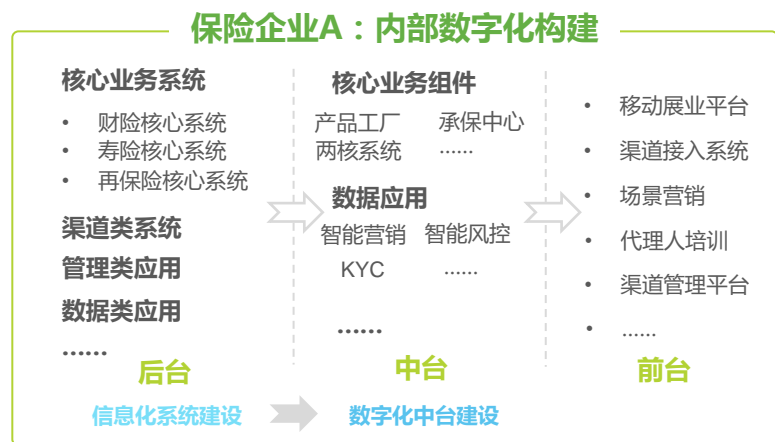 保险企业A：内部数字化构建
核心业务系统
• 财险核心系统
• 寿险核心系统
• 再保险核心系统
渠道类系统
管理类应用
数据类应用
……
后台
核心业务组件
产品工厂 承保中心
两核系统 ……
数据应用
智能营销 智能风控
KYC ……
……
中台
• 移动展业平台
• 渠道接入系统
• 场景营销
• 代理人培训
• 渠道管理平台
• ……
前台
信息化系统建设 数字化中台建设